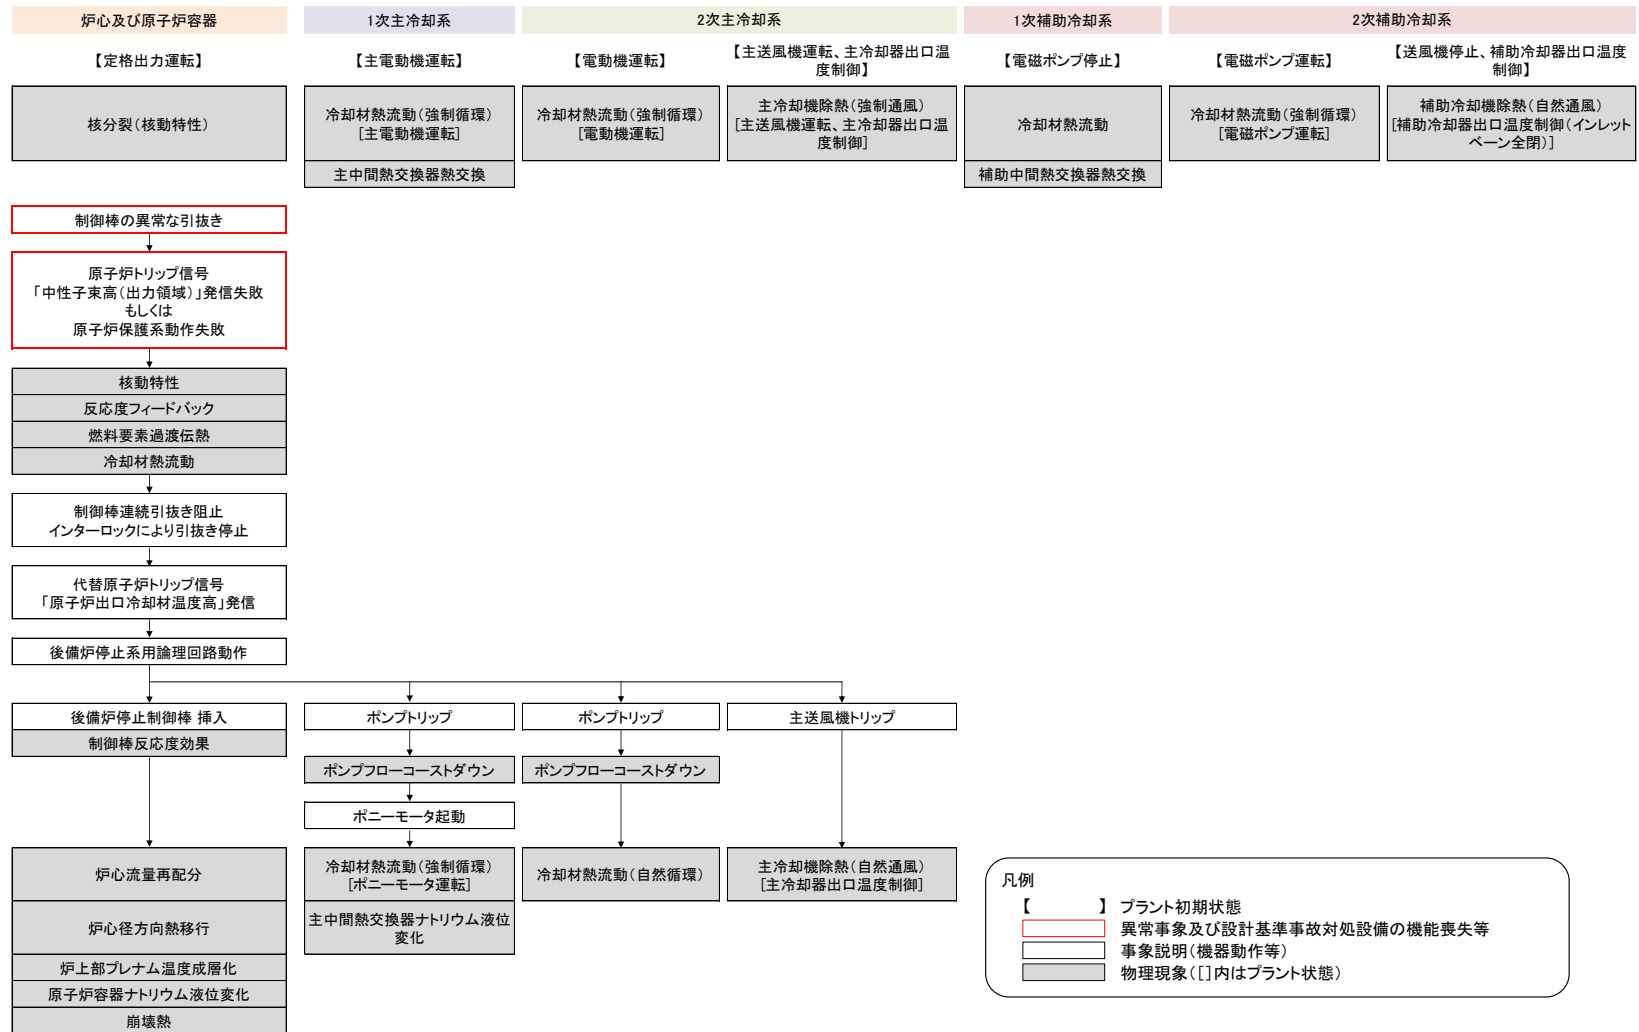 炉心及び原子炉容器
1次主冷却系
2次主冷却系
1次補助冷却系
2次補助冷却系
【定格出力運転】
【主電動機運転】
【電動機運転】
【主送風機運転、主冷却器出口温
度制御】
【電磁ポンプ停止】
【電磁ポンプ運転】
【送風機停止、補助冷却器出口温度
制御】
核分裂（核動特性）
冷却材熱流動（強制循環）
[主電動機運転]
冷却材熱流動（強制循環）
[電動機運転]
主冷却機除熱（強制通風）
[主送風機運転、主冷却器出口温
度制御]
冷却材熱流動
冷却材熱流動（強制循環）
[電磁ポンプ運転]
補助冷却機除熱（自然通風）
[補助冷却器出口温度制御（インレット
ベーン全閉）]
主中間熱交換器熱交換
補助中間熱交換器熱交換
制御棒の異常な引抜き
原子炉トリップ信号
「中性子束高（出力領域）」発信失敗
もしくは
原子炉保護系動作失敗
核動特性
反応度フィードバック
燃料要素過渡伝熱
冷却材熱流動
制御棒連続引抜き阻止
インターロックにより引抜き停止
代替原子炉トリップ信号
「原子炉出口冷却材温度高」発信
後備炉停止系用論理回路動作
後備炉停止制御棒 挿入
ポンプトリップ
ポンプトリップ
主送風機トリップ
制御棒反応度効果
ポンプフローコーストダウン
ポンプフローコーストダウン
ポニーモータ起動
炉心流量再配分
冷却材熱流動（強制循環）
[ポニーモータ運転]
冷却材熱流動（自然循環）
主冷却機除熱（自然通風）
[主冷却器出口温度制御]
炉心径方向熱移行
主中間熱交換器ナトリウム液位
変化
炉上部プレナム温度成層化
原子炉容器ナトリウム液位変化
崩壊熱
凡例
【　　　】 プラント初期状態
異常事象及び設計基準事故対処設備の機能喪失等
事象説明（機器動作等）
物理現象（[ ]内はプラント状態）